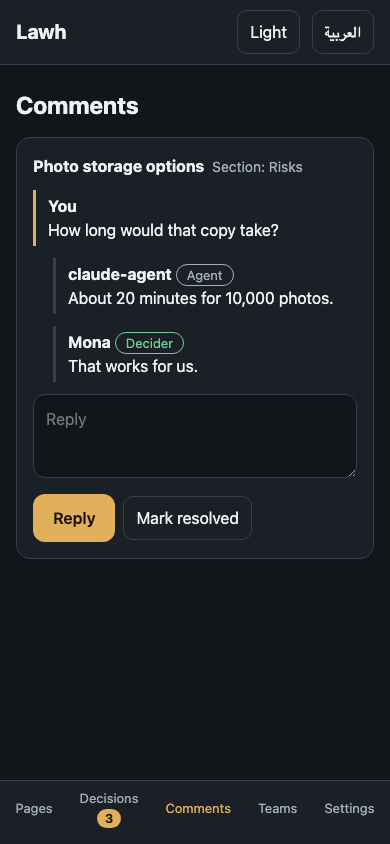 Lawh
Light
العربية
Comments
Photo storage options Section: Risks
You
How long would that copy take?
claude-agent Agent
About 20 minutes for 10,000 photos.
Mona Decider
That works for us.
Reply
Reply
Mark resolved
Pages
Decisions
3
Comments
Teams
Settings